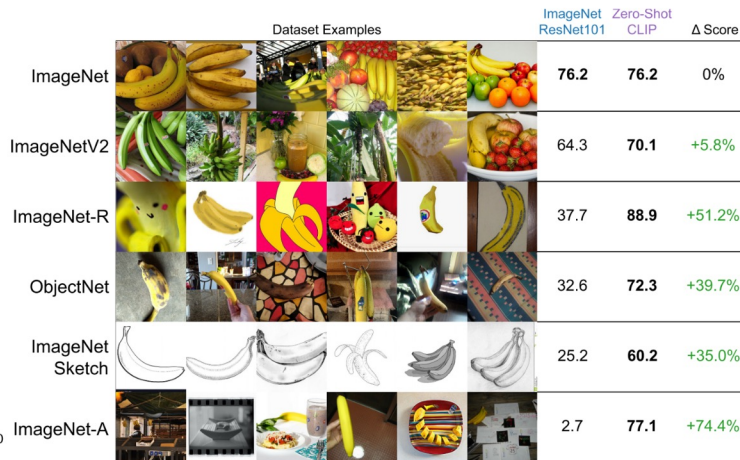 Dataset Examples
ImageNet
ResNet101
Zero-Shot
CLIP
Δ Score
ImageNet
76.2
76.2
0%
ImageNetV2
64.3
70.1
+5.8%
ImageNet-R
37.7
88.9
+51.2%
ObjectNet
32.6
72.3
+39.7%
ImageNet
Sketch
25.2
60.2
+35.0%
ImageNet-A
2.7
77.1
+74.4%